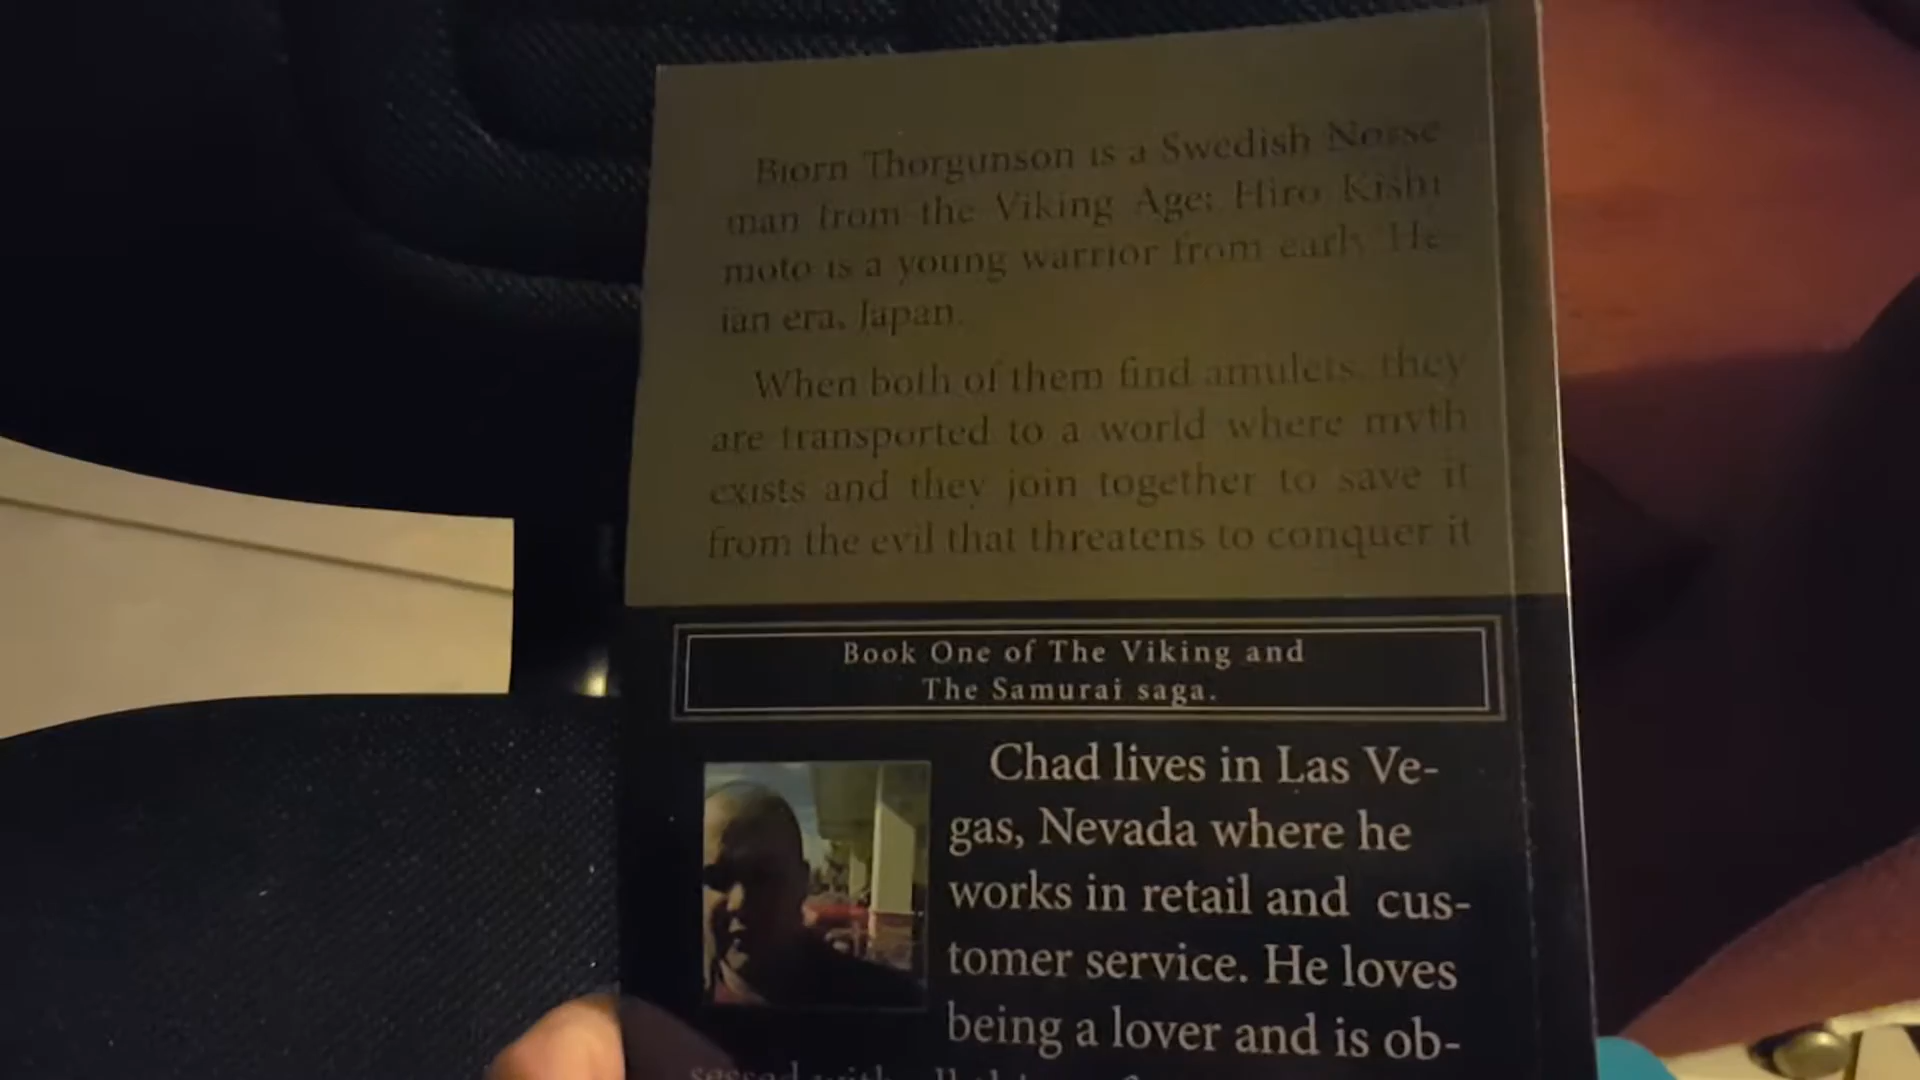 Bjorn Thorgunson is a Swedish Norse
man from the Viking Age; Hiro Kishi
moto is a young warrior from early He
ian era, Japan.
When both of them find amulets, they
are transported to a world where myth
exists and they join together to save it
from the evil that threatens to conquer it
Book One of The Viking and
The Samurai saga.
Chad lives in Las Ve-
gas, Nevada where he
works in retail and cus-
tomer service. He loves
being a lover and is ob-
sessed with